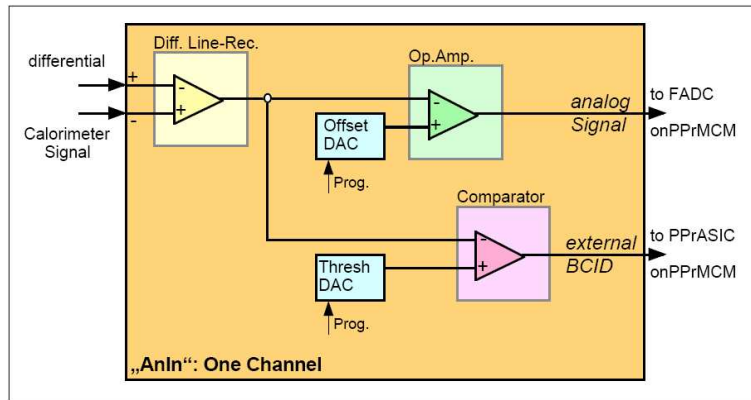 Diff. Line-Rec.
Op.Amp.
differential
+
-
+
-
Calorimeter
Signal
Offset
DAC
Prog.
-
+
analog
Signal
to FADC
onPPrMCM
Comparator
Thresh
DAC
Prog.
-
+
external
BCID
to PPrASIC
onPPrMCM
„AnIn“: One Channel